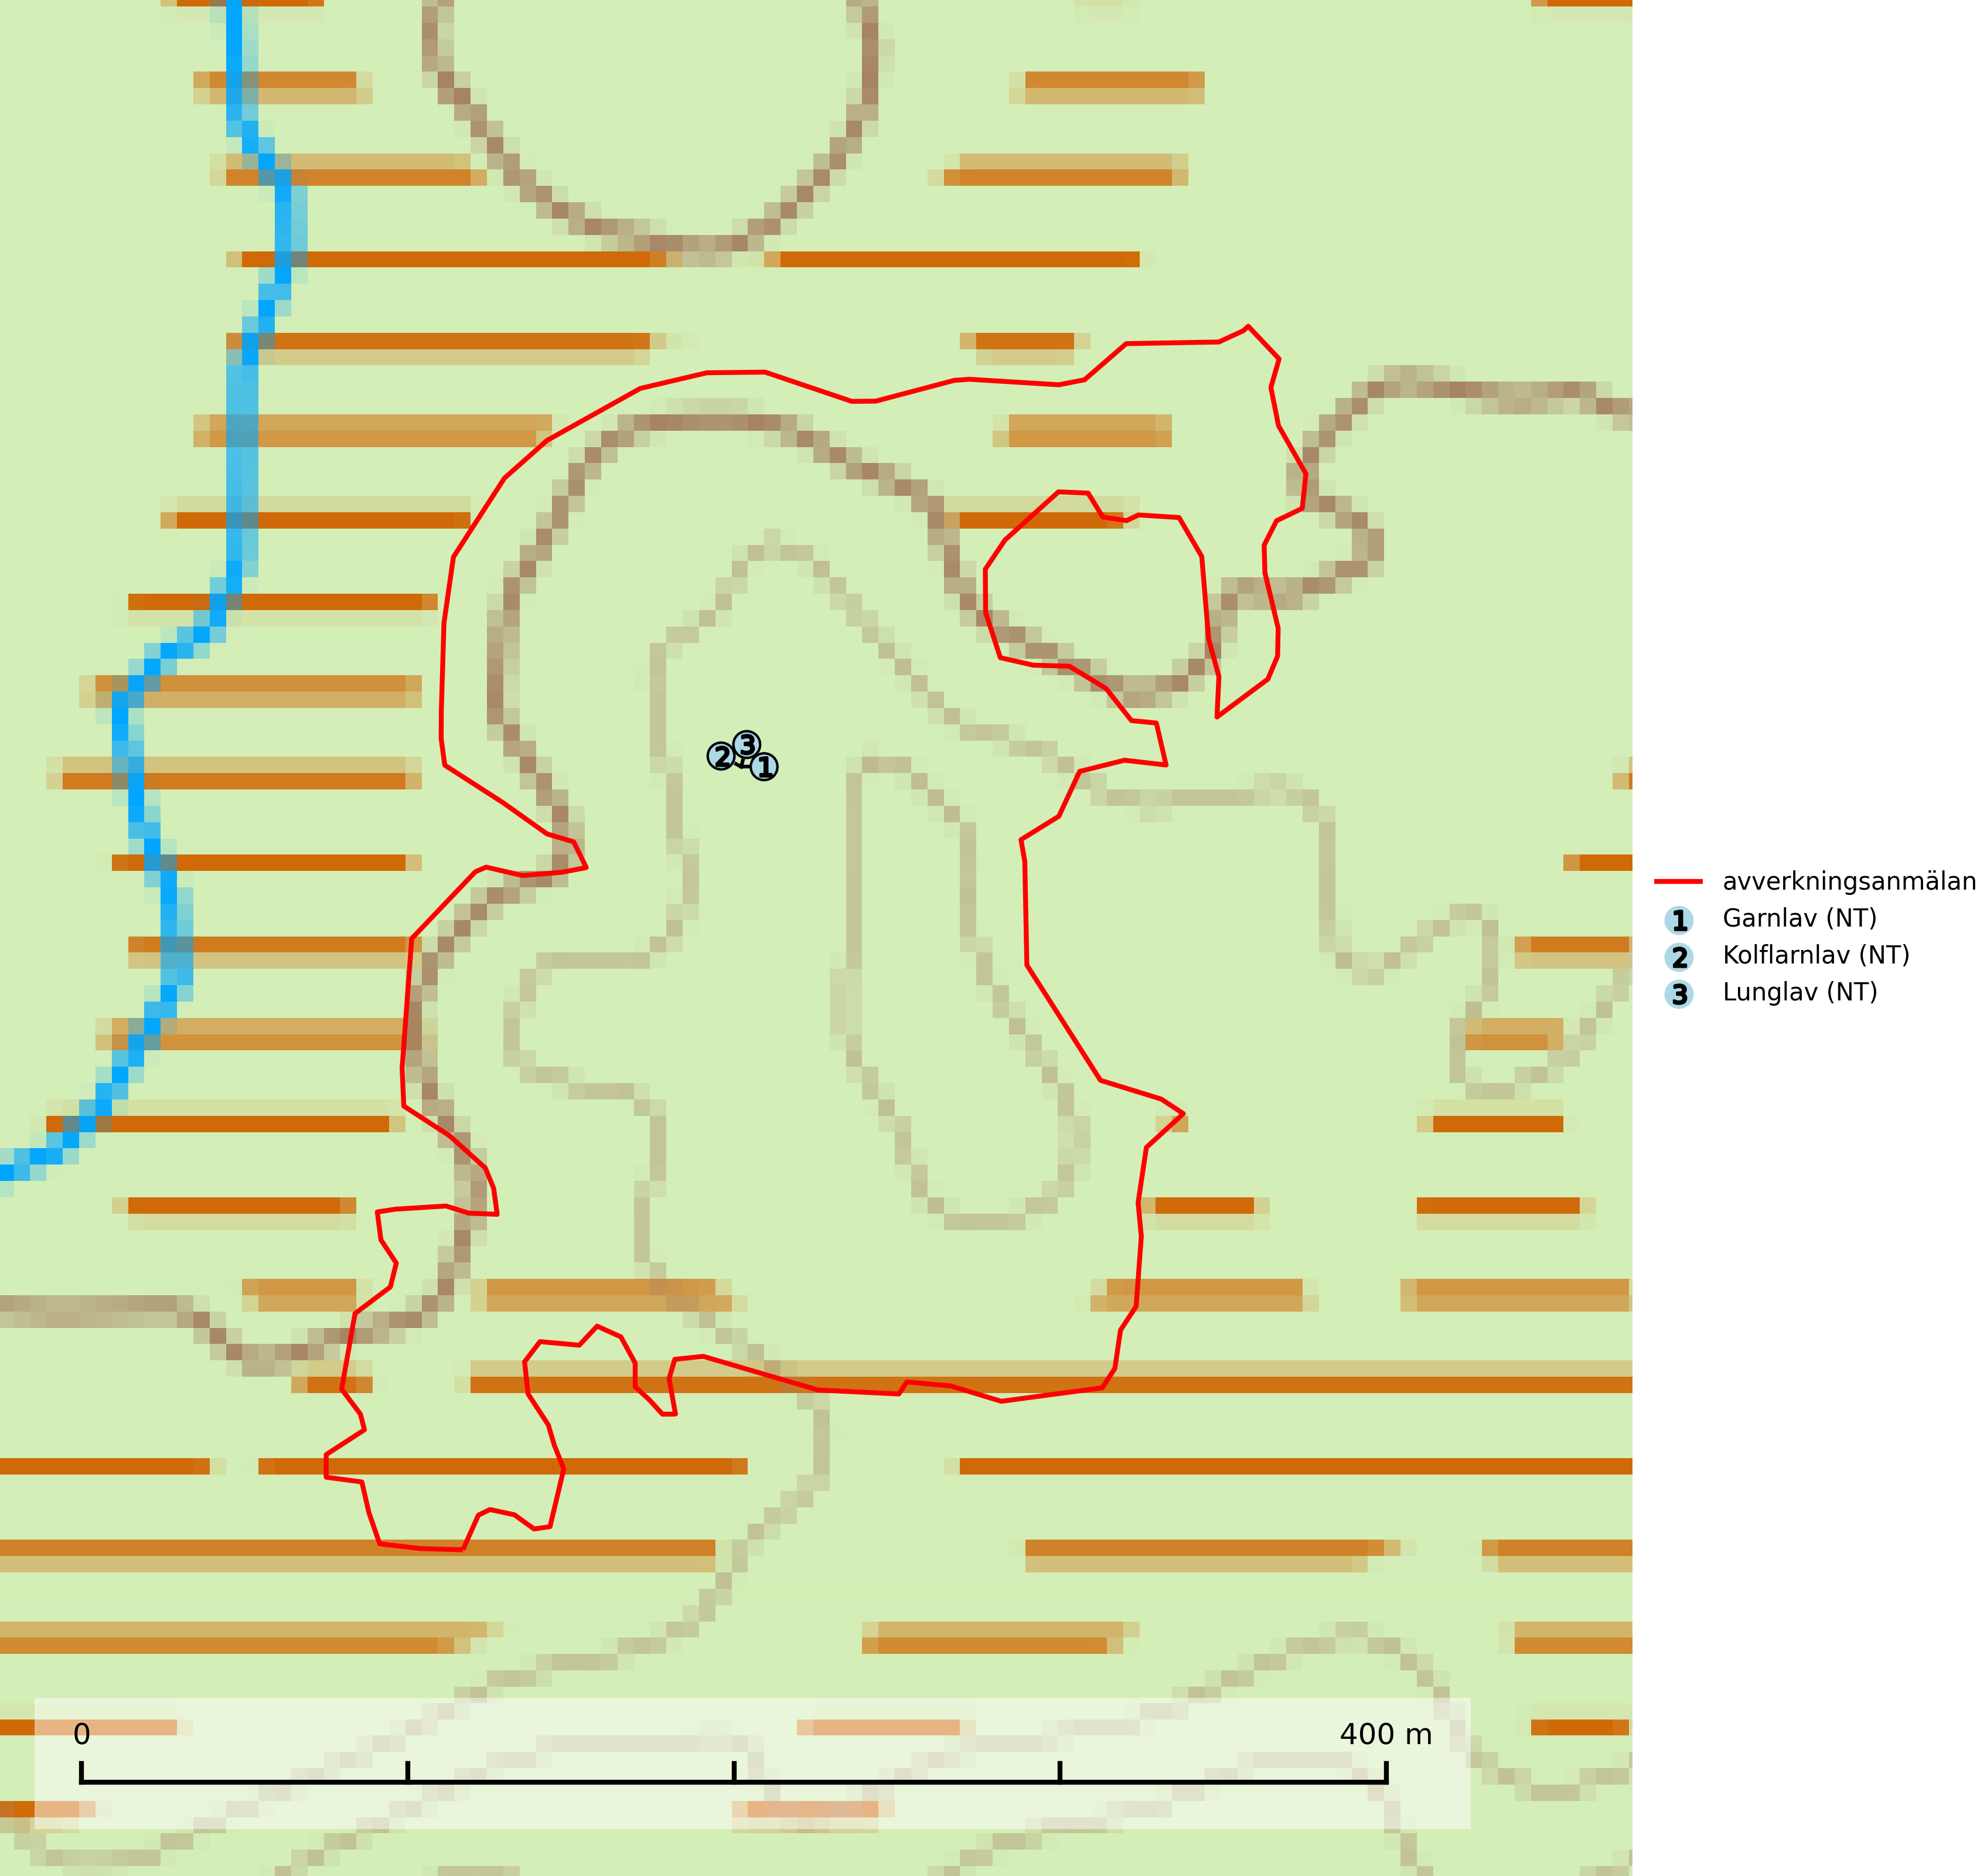 3
2
1
avverkningsanmälan
1 Garnlav (NT)
2 Kolflarnlav (NT)
3 Lunglav (NT)
0 400 m